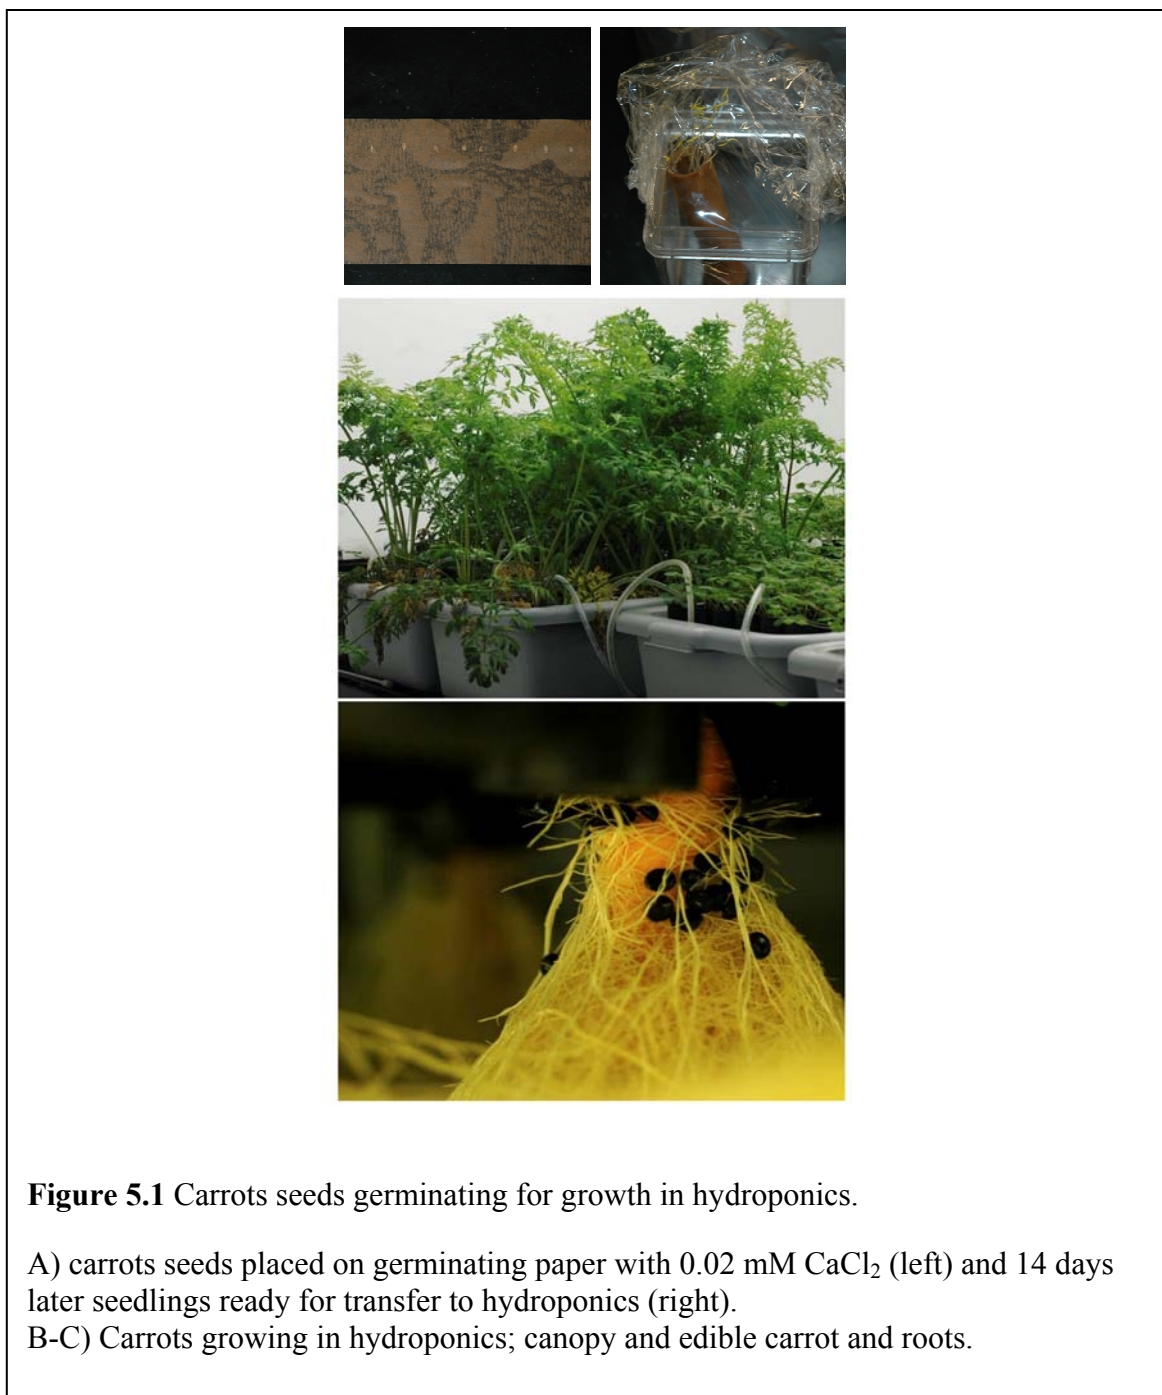 Figure 5.1 Carrots seeds germinating for growth in hydroponics.
A) carrots seeds placed on germinating paper with 0.02 mM CaCl₂ (left) and 14 days
later seedlings ready for transfer to hydroponics (right).
B-C) Carrots growing in hydroponics; canopy and edible carrot and roots.